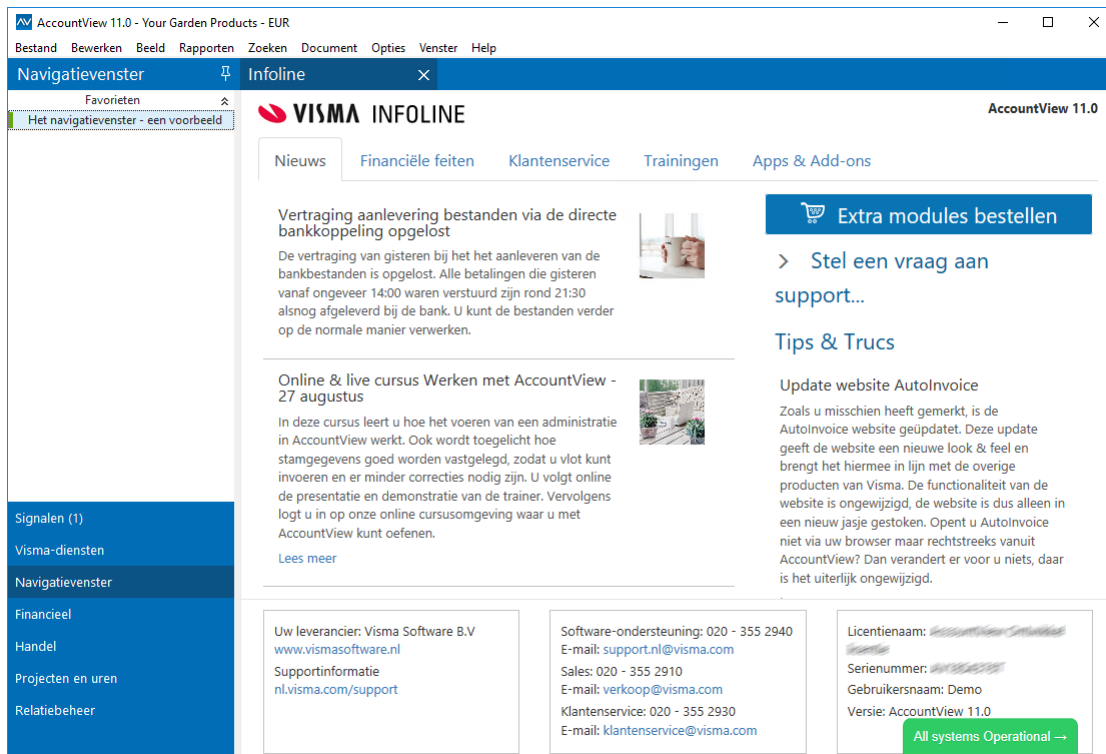 AccountView 11.0 - Your Garden Products - EUR
Bestand Bewerken Beeld Rapporten Zoeken Document Opties Venster Help
Navigatievenster
Favorieten
Het navigatievenster - een voorbeeld
Signalen (1)
Visma-diensten
Navigatievenster
Financieel
Handel
Projecten en uren
Relatiebeheer
Infoline
VISMA INFOLINE
AccountView 11.0
Nieuws Financiële feiten Klantenservice Trainingen Apps & Add-ons
Vertraging aanlevering bestanden via de directe
bankkoppeling opgelost
De vertraging van gisteren bij het het aanleveren van de
bankbestanden is opgelost. Alle betalingen die gisteren
vanaf ongeveer 14:00 waren verstuurd zijn rond 21:30
alsnog afgeleverd bij de bank. U kunt de bestanden verder
op de normale manier verwerken.
Online & live cursus Werken met AccountView -
27 augustus
In deze cursus leert u hoe het voeren van een administratie
in AccountView werkt. Ook wordt toegelicht hoe
stamgegevens goed worden vastgelegd, zodat u vlot kunt
invoeren en er minder correcties nodig zijn. U volgt online
de presentatie en demonstratie van de trainer. Vervolgens
logt u in op onze online cursusomgeving waar u met
AccountView kunt oefenen.
Lees meer
Extra modules bestellen
Stel een vraag aan
support...
Tips & Trucs
Update website AutoInvoice
Zoals u misschien heeft gemerkt, is de
AutoInvoice website geüpdatet. Deze update
geeft de website een nieuwe look & feel en
brengt het hiermee in lijn met de overige
producten van Visma. De functionaliteit van de
website is ongewijzigd, de website is dus alleen in
een nieuw jasje gestoken. Opent u AutoInvoice
niet via uw browser maar rechtstreeks vanuit
AccountView? Dan verandert er voor u niets, daar
is het uiterlijk ongewijzigd.
Uw leverancier: Visma Software B.V
www.vismasoftware.nl
Supportinformatie
nl.visma.com/support
Software-ondersteuning: 020 - 355 2940
E-mail: support.nl@visma.com
Sales: 020 - 355 2910
E-mail: verkoop@visma.com
Klantenservice: 020 - 355 2930
E-mail: klantenservice@visma.com
Licentienaam:
Serienummer:
Gebruikersnaam: Demo
Versie: AccountView 11.0
All systems Operational →